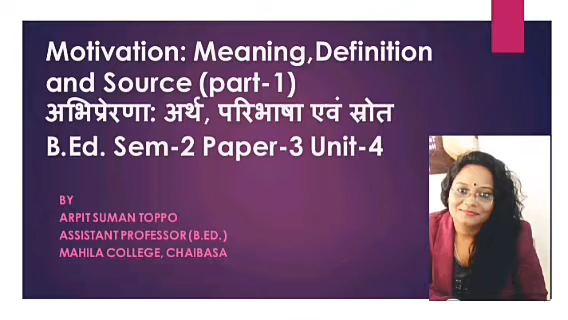 Motivation: Meaning,Definition
and Source (part-1)
अभिप्रेरणा: अर्थ, परिभाषा एवं स्रोत
B.Ed. Sem-2 Paper-3 Unit-4
BY
ARPIT SUMAN TOPPO
ASSISTANT PROFESSOR (B.ED.)
MAHILA COLLEGE, CHAIBASA